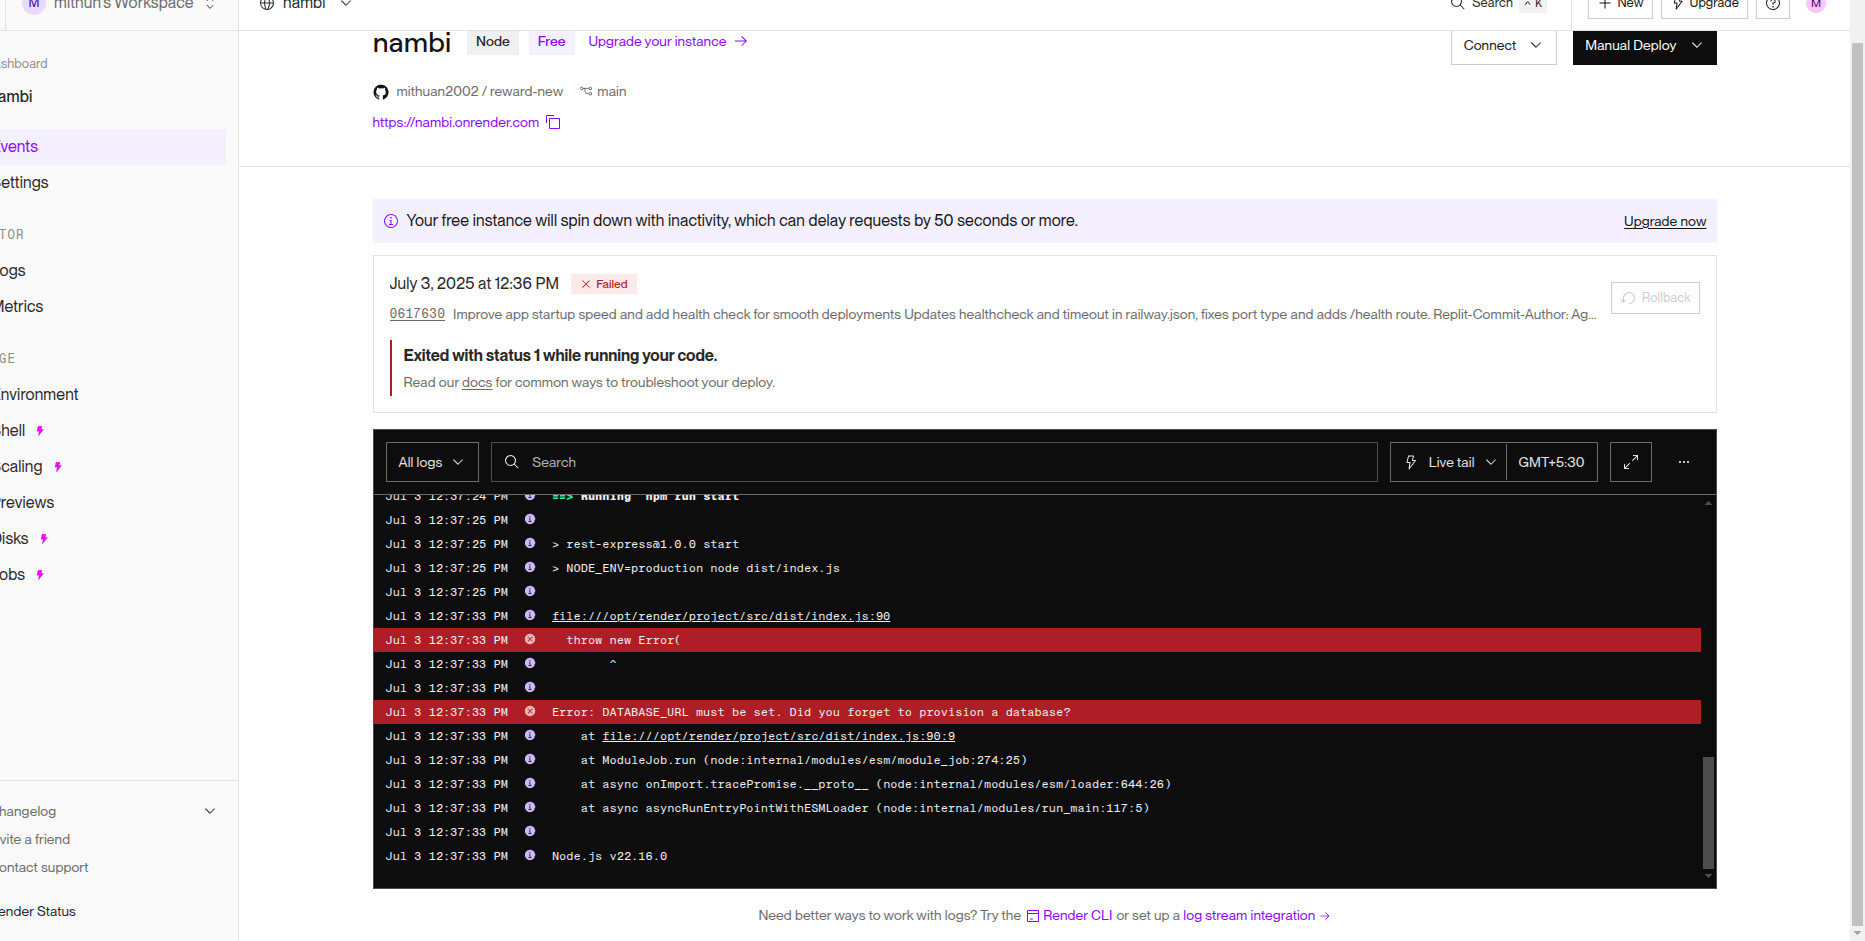 M mithun's Workspace
nambi
Search ⌃ K
New
Upgrade
M
shboard
ambi
vents
ettings
TOR
ogs
Metrics
GE
nvironment
hell
caling
reviews
isks
obs
hangelog
vite a friend
ontact support
ender Status
nambi Node Free Upgrade your instance →
Connect
Manual Deploy
mithuan2002 / reward-new main
https://nambi.onrender.com
Your free instance will spin down with inactivity, which can delay requests by 50 seconds or more. Upgrade now
July 3, 2025 at 12:36 PM Failed
Rollback
0617630 Improve app startup speed and add health check for smooth deployments Updates healthcheck and timeout in railway.json, fixes port type and adds /health route. Replit-Commit-Author: Ag...
Exited with status 1 while running your code.
Read our docs for common ways to troubleshoot your deploy.
All logs Search Live tail GMT+5:30 ...
Jul 3 12:37:24 PM ==> Running 'npm run start'
Jul 3 12:37:25 PM
Jul 3 12:37:25 PM > rest-express@1.0.0 start
Jul 3 12:37:25 PM > NODE_ENV=production node dist/index.js
Jul 3 12:37:25 PM
Jul 3 12:37:33 PM file:///opt/render/project/src/dist/index.js:90
Jul 3 12:37:33 PM throw new Error(
Jul 3 12:37:33 PM ^
Jul 3 12:37:33 PM
Jul 3 12:37:33 PM Error: DATABASE_URL must be set. Did you forget to provision a database?
Jul 3 12:37:33 PM at file:///opt/render/project/src/dist/index.js:90:9
Jul 3 12:37:33 PM at ModuleJob.run (node:internal/modules/esm/module_job:274:25)
Jul 3 12:37:33 PM at async onImport.tracePromise.__proto__ (node:internal/modules/esm/loader:644:26)
Jul 3 12:37:33 PM at async asyncRunEntryPointWithESMLoader (node:internal/modules/run_main:117:5)
Jul 3 12:37:33 PM
Jul 3 12:37:33 PM Node.js v22.16.0
Need better ways to work with logs? Try the Render CLI or set up a log stream integration →